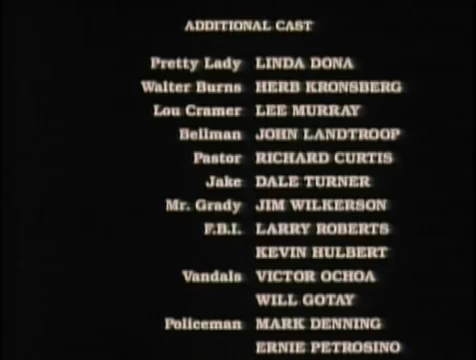 ADDITIONAL CAST
Pretty Lady LINDA DONA
Walter Burns HERB KRONSBERG
Lou Cramer LEE MURRAY
Bellman JOHN LANDTROOP
Pastor RICHARD CURTIS
Jake DALE TURNER
Mr. Grady JIM WILKERSON
F.B.I. LARRY ROBERTS
KEVIN HULBERT
Vandals VICTOR OCHOA
WILL GOTAY
Policeman MARK DENNING
ERNIE PETROSINO